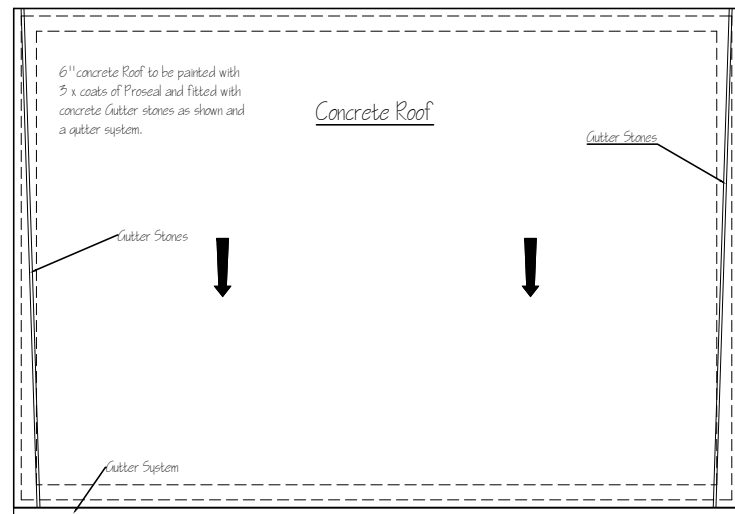 6" concrete Roof to be painted with
3 x coats of Proseal and fitted with
concrete Gutter stones as shown and
a gutter system.
Concrete Roof
Gutter Stones
Gutter Stones
Gutter System